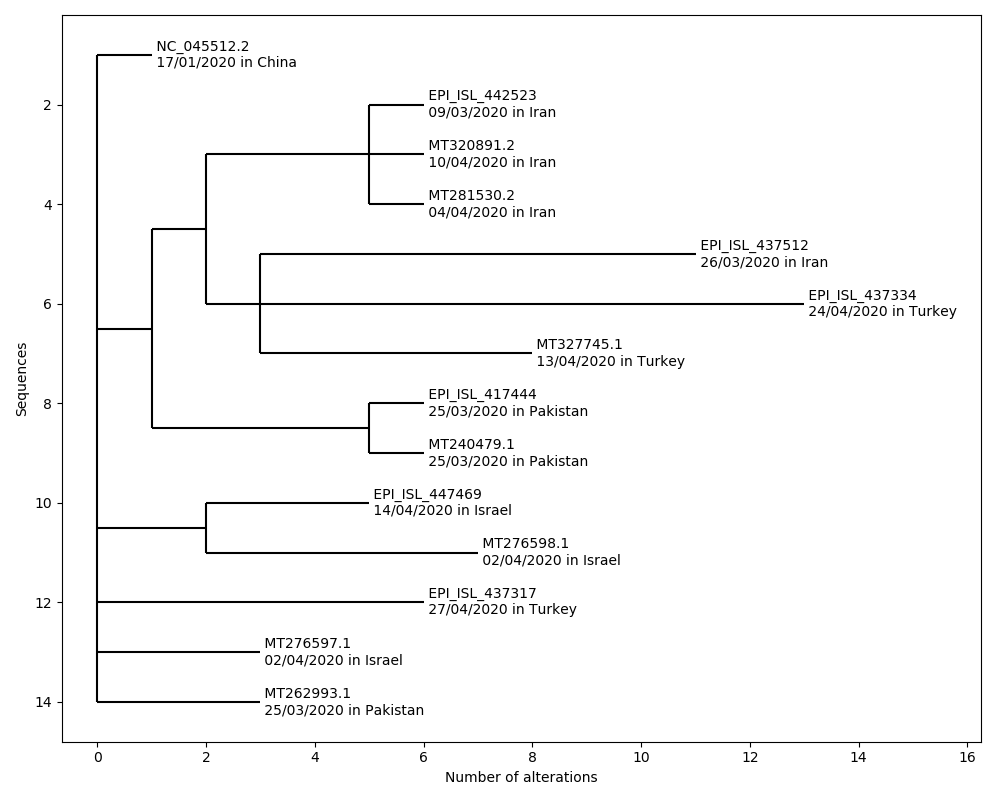 NC_045512.2
17/01/2020 in China
EPI_ISL_442523
09/03/2020 in Iran
MT320891.2
10/04/2020 in Iran
MT281530.2
04/04/2020 in Iran
EPI_ISL_437512
26/03/2020 in Iran
EPI_ISL_437334
24/04/2020 in Turkey
MT327745.1
13/04/2020 in Turkey
EPI_ISL_417444
25/03/2020 in Pakistan
MT240479.1
25/03/2020 in Pakistan
EPI_ISL_447469
14/04/2020 in Israel
MT276598.1
02/04/2020 in Israel
EPI_ISL_437317
27/04/2020 in Turkey
MT276597.1
02/04/2020 in Israel
MT262993.1
25/03/2020 in Pakistan
2
4
6
8
10
12
14
Sequences
0 2 4 6 8 10 12 14 16
Number of alterations